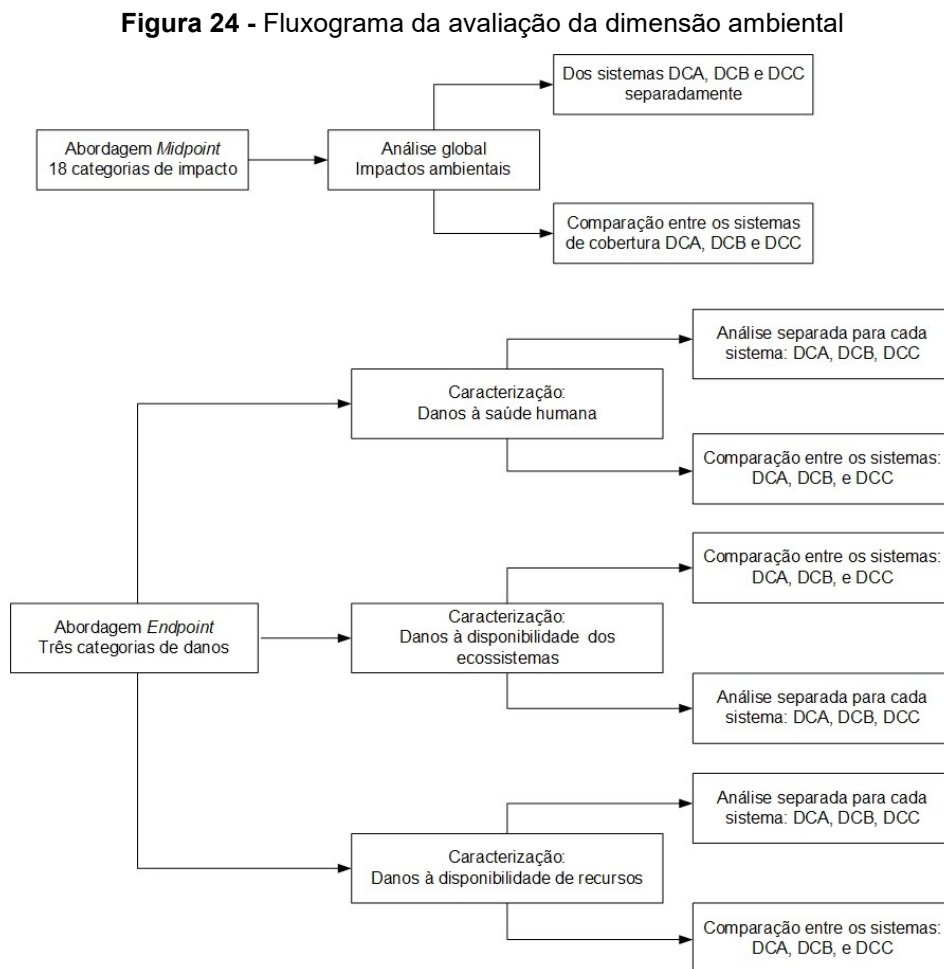 Figura 24 - Fluxograma da avaliação da dimensão ambiental
Dos sistemas DCA, DCB e DCC
separadamente
Abordagem Midpoint
18 categorias de impacto
Análise global
Impactos ambientais
Comparação entre os sistemas
de cobertura DCA, DCB e DCC
Análise separada para cada
sistema: DCA, DCB, DCC
Caracterização:
Danos à saúde humana
Comparação entre os sistemas:
DCA, DCB, e DCC
Comparação entre os sistemas:
DCA, DCB, e DCC
Abordagem Endpoint
Três categorias de danos
Caracterização:
Danos à disponibilidade dos
ecossistemas
Análise separada para cada
sistema: DCA, DCB, DCC
Análise separada para cada
sistema: DCA, DCB, DCC
Caracterização:
Danos à disponibilidade de recursos
Comparação entre os sistemas:
DCA, DCB, e DCC